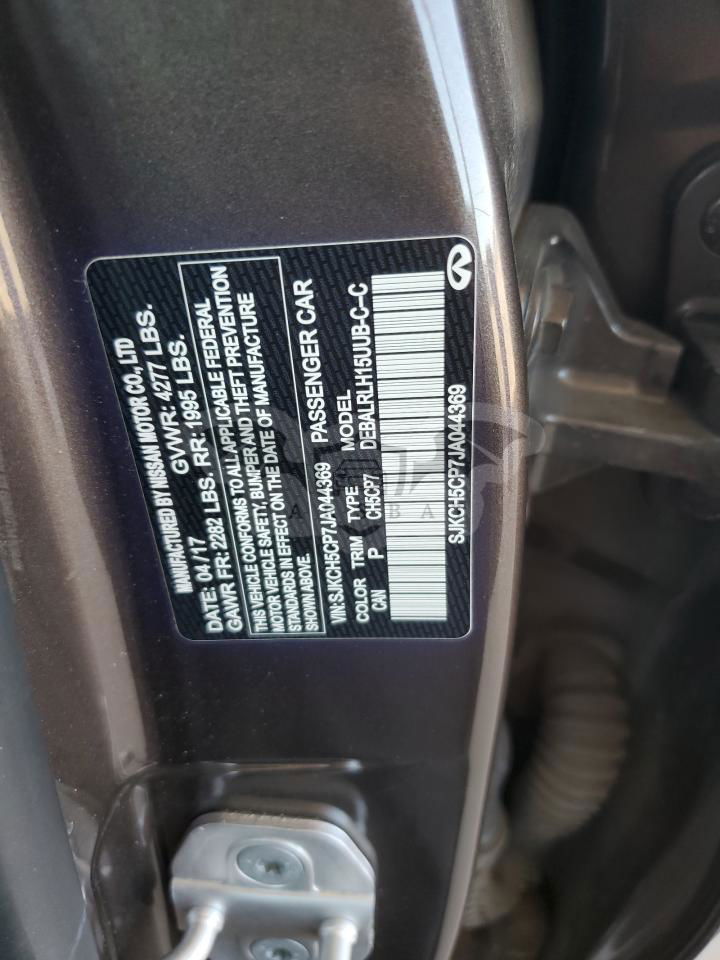 MANUFACTURED BY NISSAN MOTOR CO., LTD
DATE: 04/17 GVWR: 4277 LBS.
GAWR FR: 2282 LBS. RR: 1995 LBS.
THIS VEHICLE CONFORMS TO ALL APPLICABLE FEDERAL
MOTOR VEHICLE SAFETY, BUMPER AND THEFT PREVENTION
STANDARDS IN EFFECT ON THE DATE OF MANUFACTURE
SHOWN ABOVE.
VIN: SJKCH5CP7JA044369 PASSENGER CAR
COLOR TRIM TYPE MODEL
CAN P CH5CP7 DEBALRLH15UUB-C-C
SJKCH5CP7JA044369